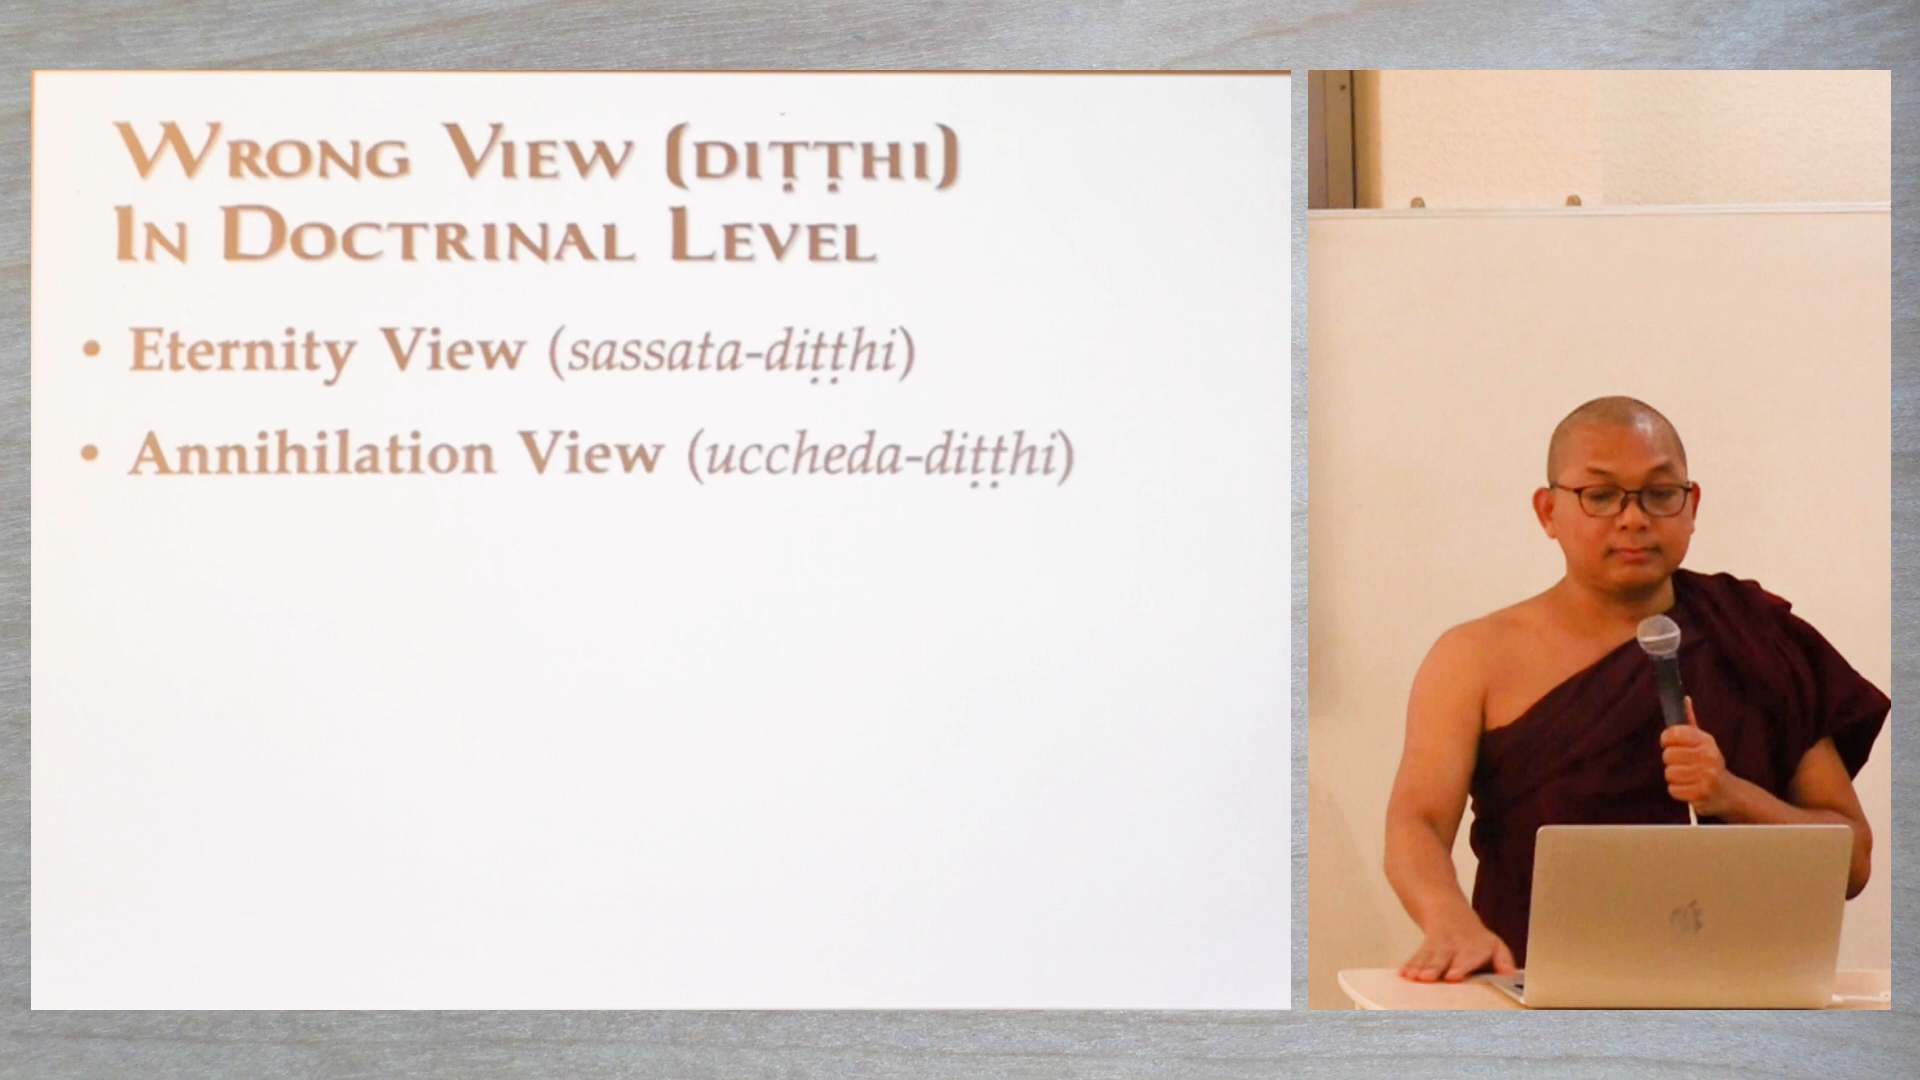 WRONG VIEW (DIṬṬHI)
IN DOCTRINAL LEVEL
• Eternity View (sassata-diṭṭhi)
• Annihilation View (uccheda-diṭṭhi)